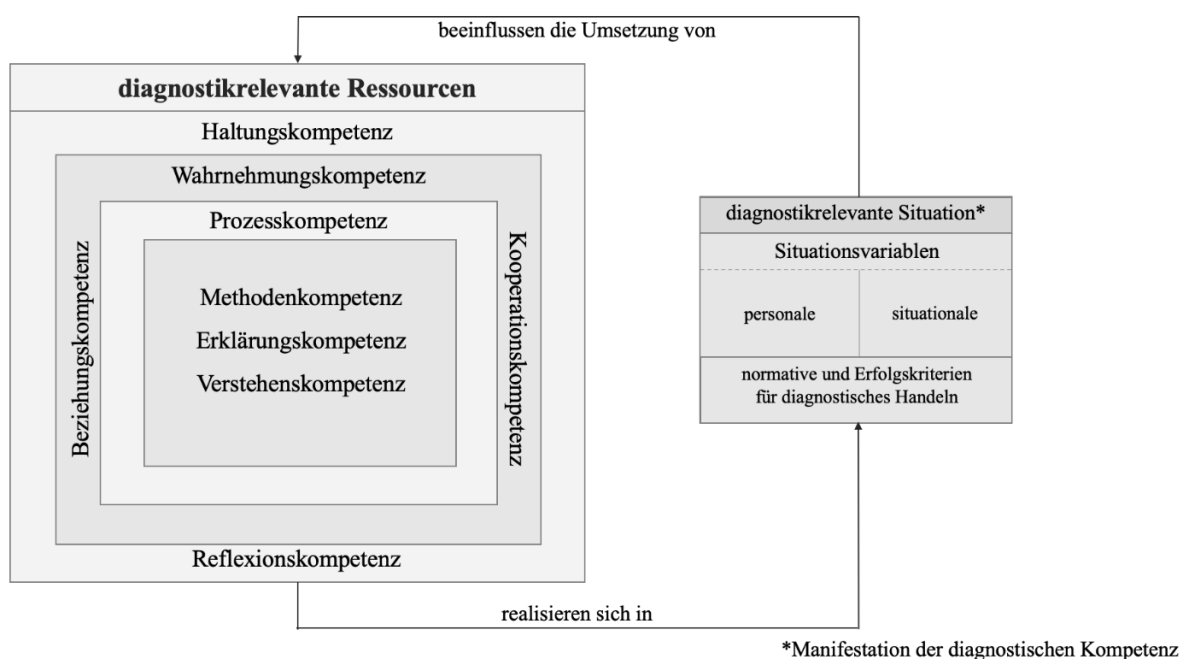 beeinflussen die Umsetzung von
diagnostikrelevante Ressourcen
Haltungskompetenz
Wahrnehmungskompetenz
Prozesskompetenz
Beziehungskompetenz
Kooperationskompetenz
Methodenkompetenz
Erklärungskompetenz
Verstehenskompetenz
Reflexionskompetenz
diagnostikrelevante Situation*
Situationsvariablen
personale
situationale
normative und Erfolgskriterien
für diagnostisches Handeln
realisieren sich in
*Manifestation der diagnostischen Kompetenz